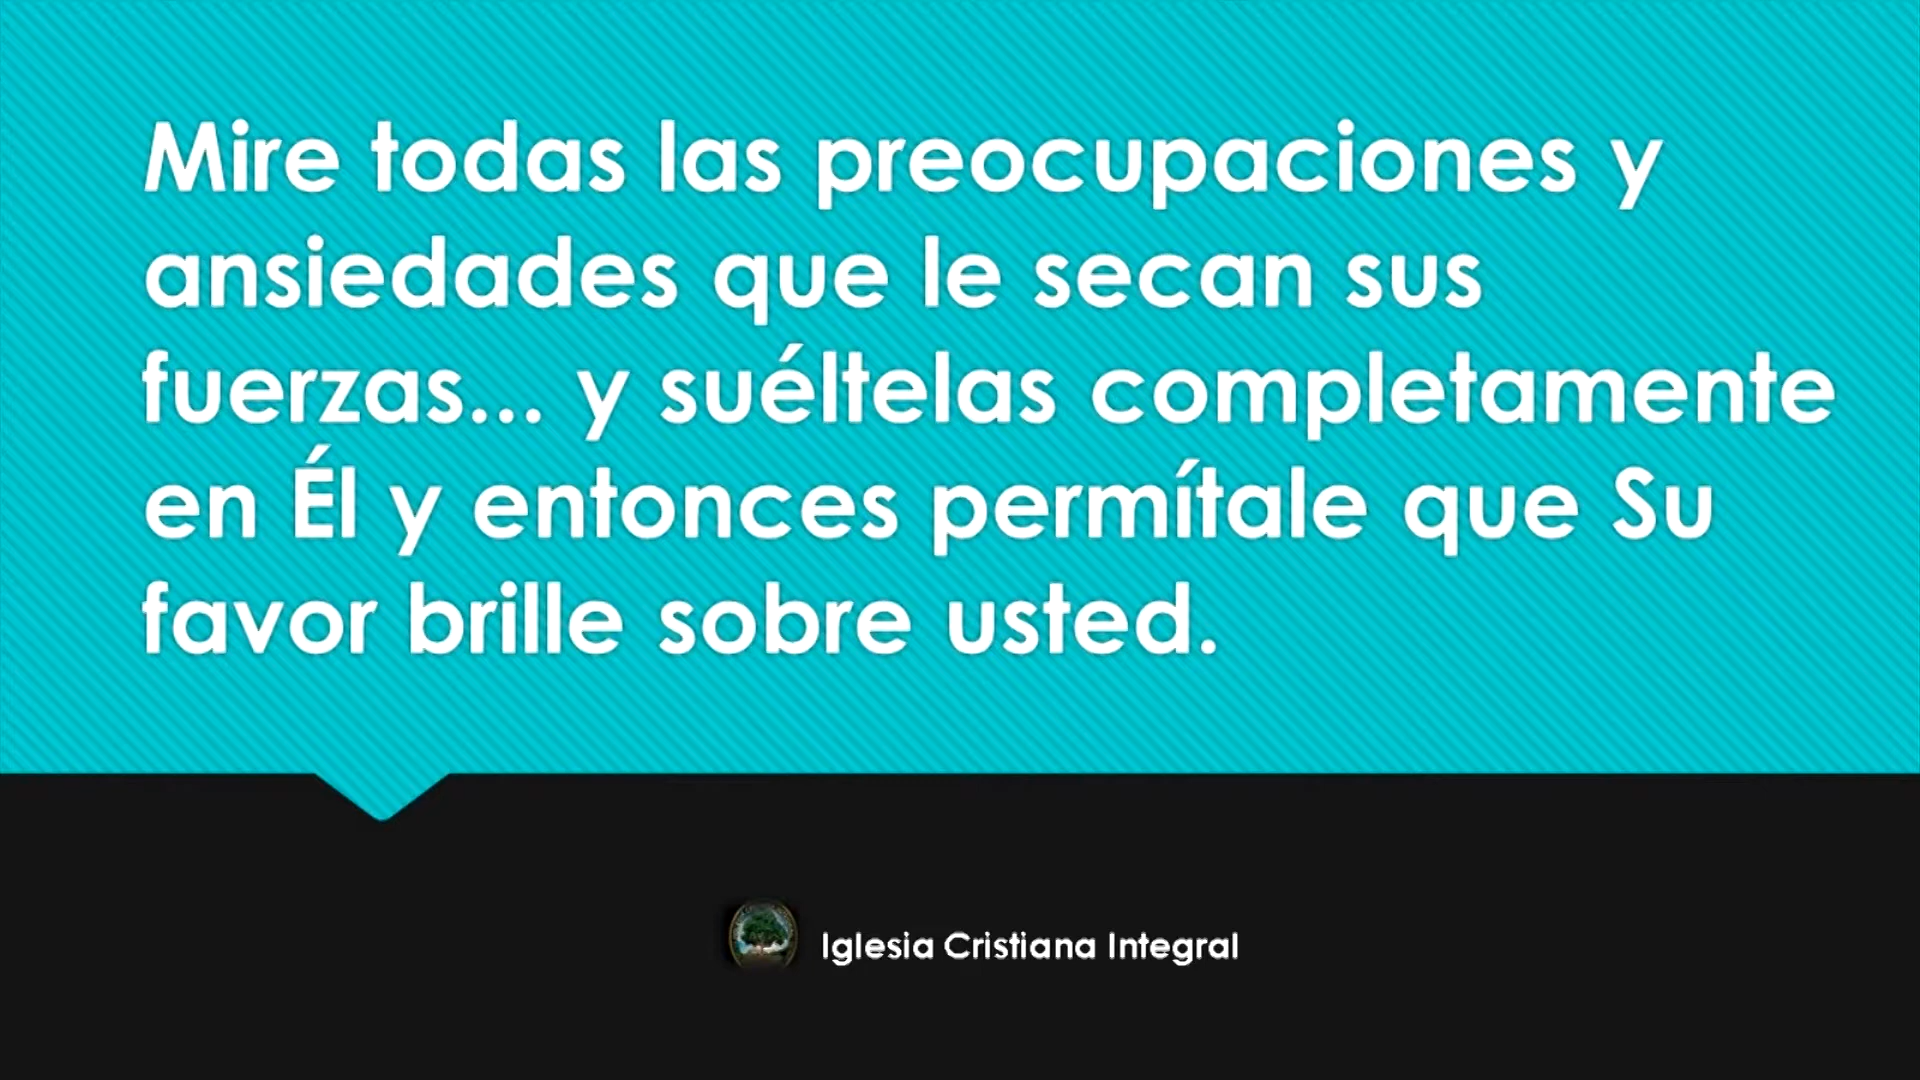 Mire todas las preocupaciones y
ansiedades que le secan sus
fuerzas... y suéltelas completamente
en Él y entonces permítale que Su
favor brille sobre usted.
Iglesia Cristiana Integral